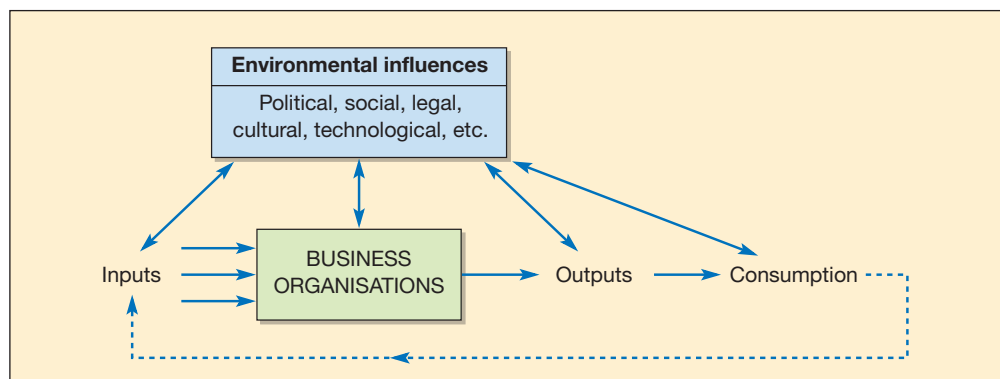 Environmental influences
Political, social, legal,
cultural, technological, etc.
Inputs
BUSINESS
ORGANISATIONS
Outputs
Consumption